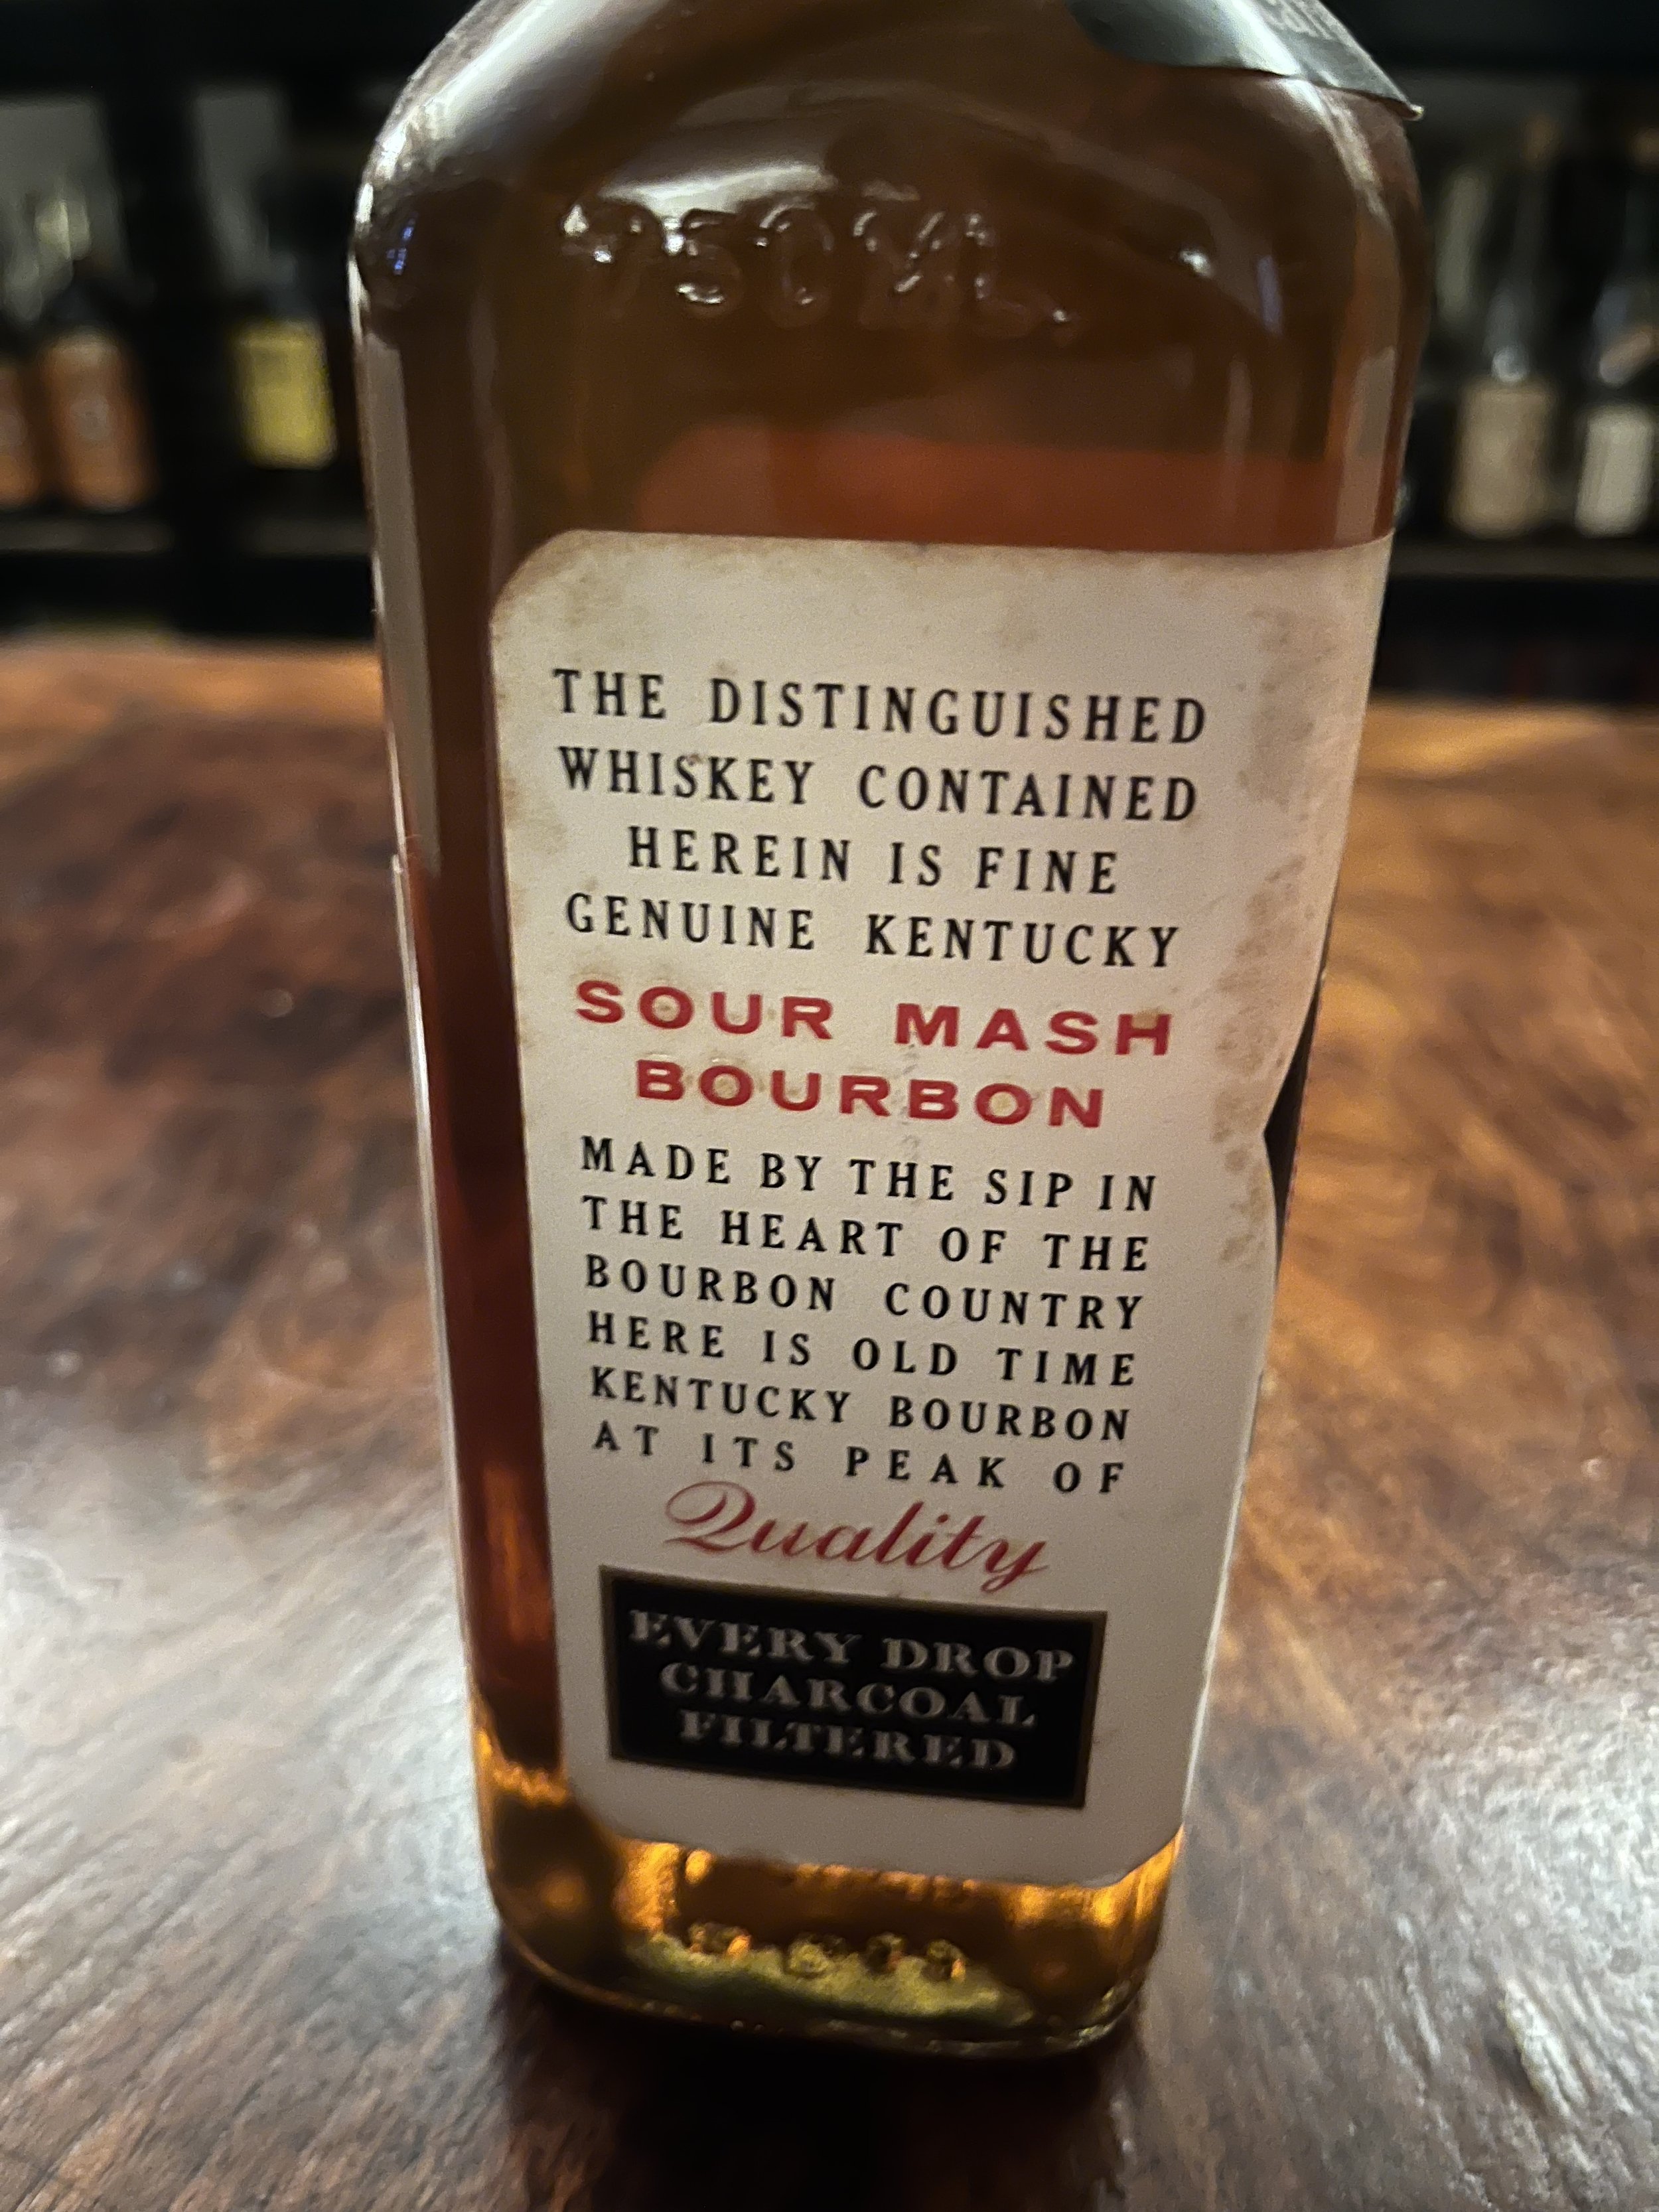 750 ML.
THE DISTINGUISHED
WHISKEY CONTAINED
HEREIN IS FINE
GENUINE KENTUCKY
SOUR MASH
BOURBON
MADE BY THE SIP IN
THE HEART OF THE
BOURBON COUNTRY
HERE IS OLD TIME
KENTUCKY BOURBON
AT ITS PEAK OF
Quality
EVERY DROP
CHARCOAL
FILTERED